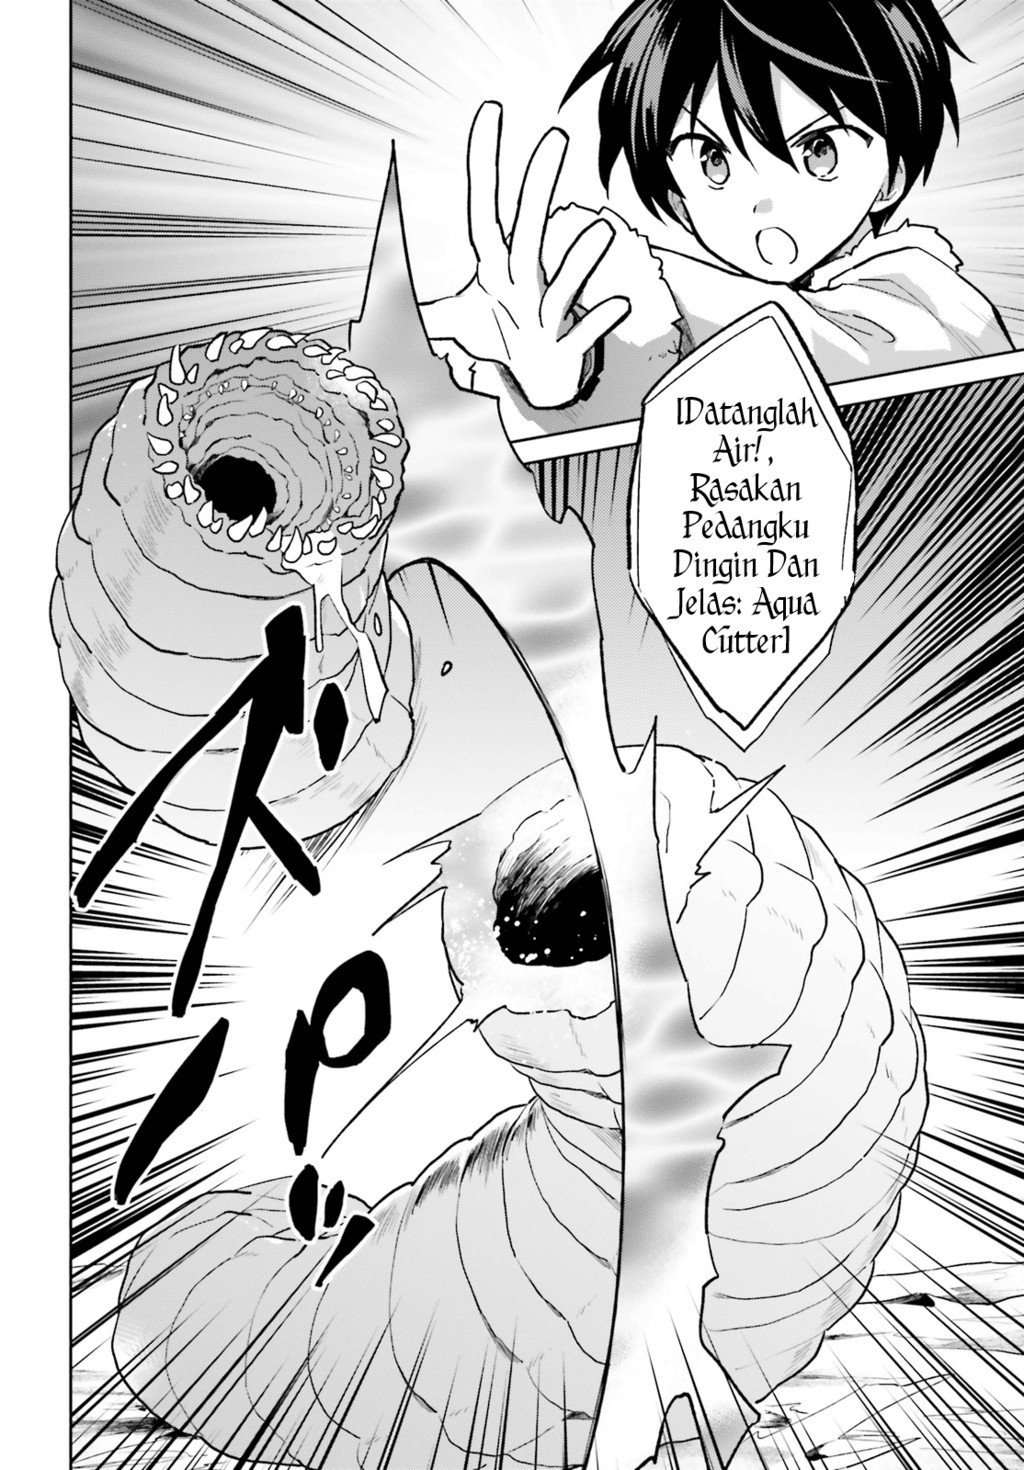 [Datanglah
Air!,
Rasakan
Pedangku
Dingin Dan
Jelas: Aqua
Cutter]
ズパッ